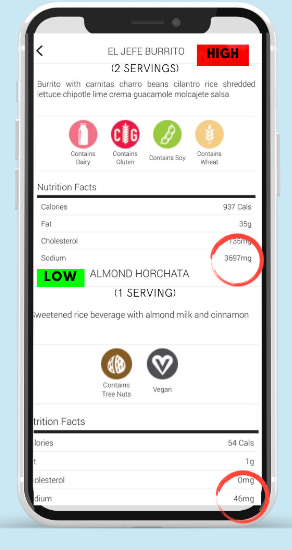 EL JEFE BURRITO
HIGH
(2 SERVINGS)
Burrito with carnitas charro beans cilantro rice shredded
lettuce chipotle lime crema guacamole molcajete salsa
Contains
Dairy
Contains
Gluten
Contains Soy
Contains
Wheat
Nutrition Facts
Calories 937 Cals
Fat 35g
Cholesterol 135mg
Sodium 3697mg
LOW
ALMOND HORCHATA
(1 SERVING)
Sweetened rice beverage with almond milk and cinnamon
Contains
Tree Nuts
Vegan
trition Facts
lories 54 Cals
t 1g
olesterol 0mg
dium 46mg